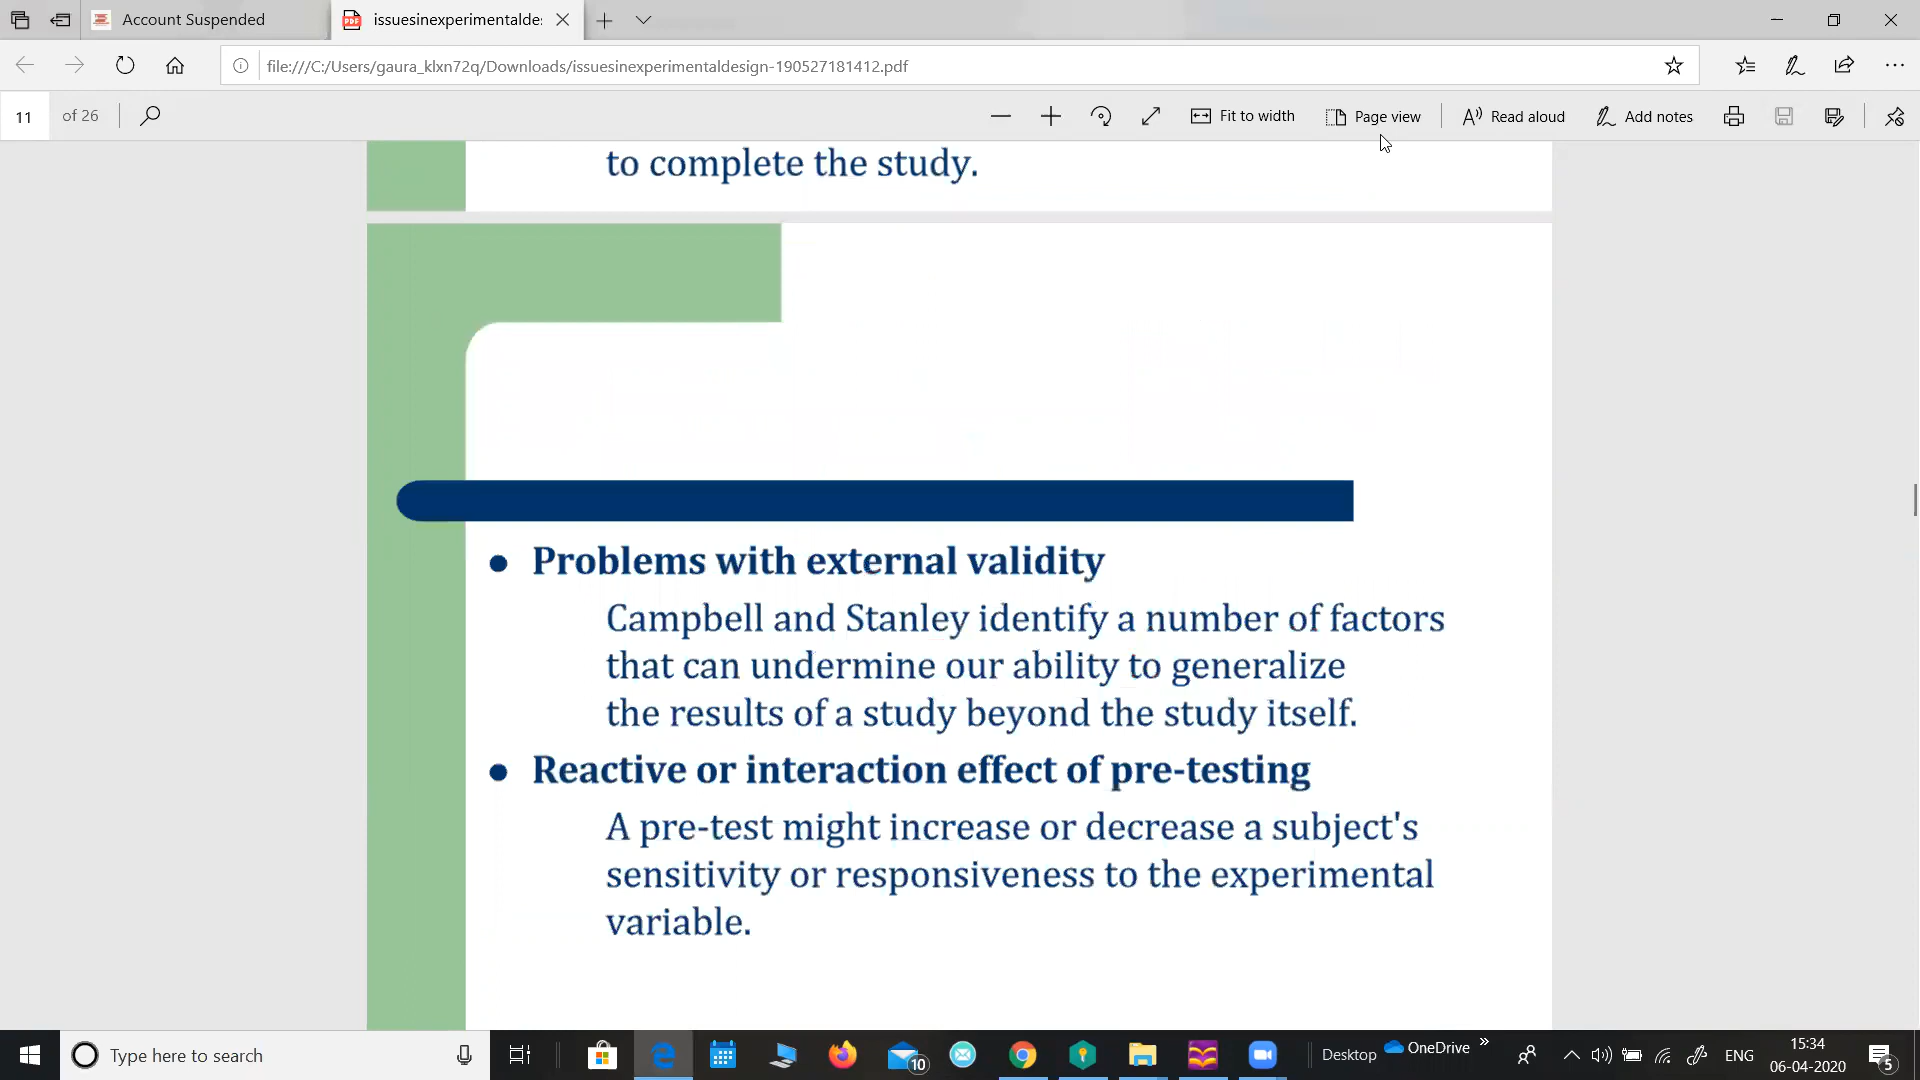 Account Suspended
issuesinexperimentaldes
file:///C:/Users/gaura_klxn72q/Downloads/issuesinexperimentaldesign-190527181412.pdf
11 of 26
Fit to width
Page view
Read aloud
Add notes
to complete the study.
● Problems with external validity
Campbell and Stanley identify a number of factors
that can undermine our ability to generalize
the results of a study beyond the study itself.
● Reactive or interaction effect of pre-testing
A pre-test might increase or decrease a subject's
sensitivity or responsiveness to the experimental
variable.
Type here to search
10
Desktop
OneDrive
ENG
15:34
06-04-2020
5